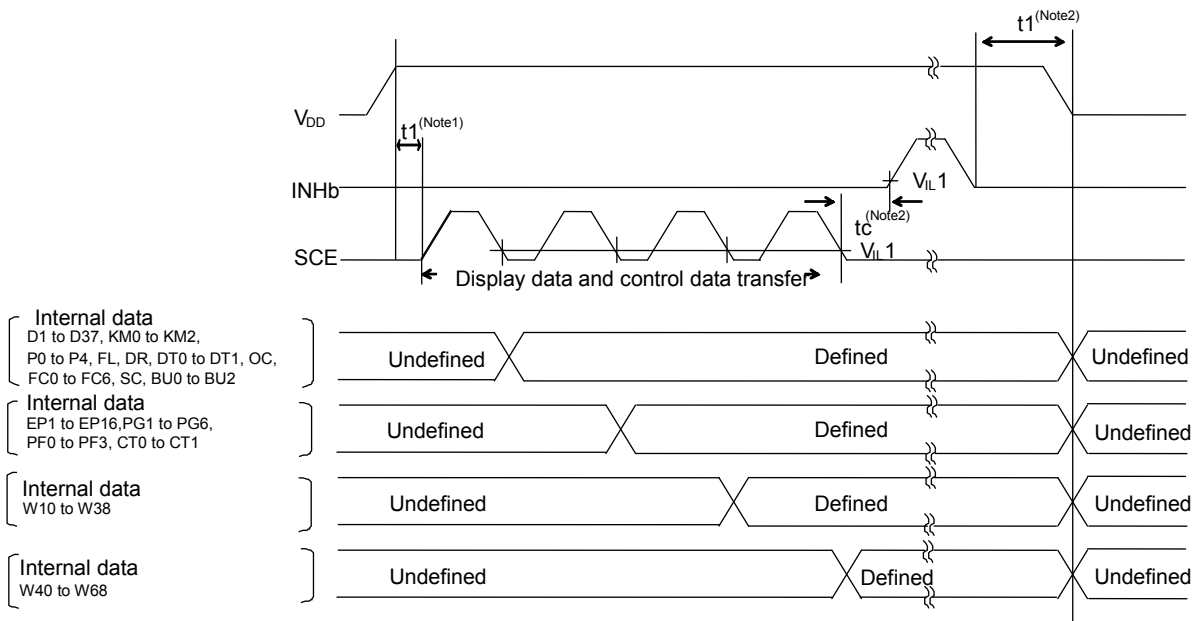 t1(Note2)
VDD
t1(Note1)
INHb
VIL1
tc(Note2)
VIL1
SCE
Display data and control data transfer
Internal data
D1 to D37, KM0 to KM2,
P0 to P4, FL, DR, DT0 to DT1, OC,
FC0 to FC6, SC, BU0 to BU2
Undefined
Defined
Undefined
Internal data
EP1 to EP16,PG1 to PG6,
PF0 to PF3, CT0 to CT1
Undefined
Defined
Undefined
Internal data
W10 to W38
Undefined
Defined
Undefined
Internal data
W40 to W68
Undefined
Defined
Undefined